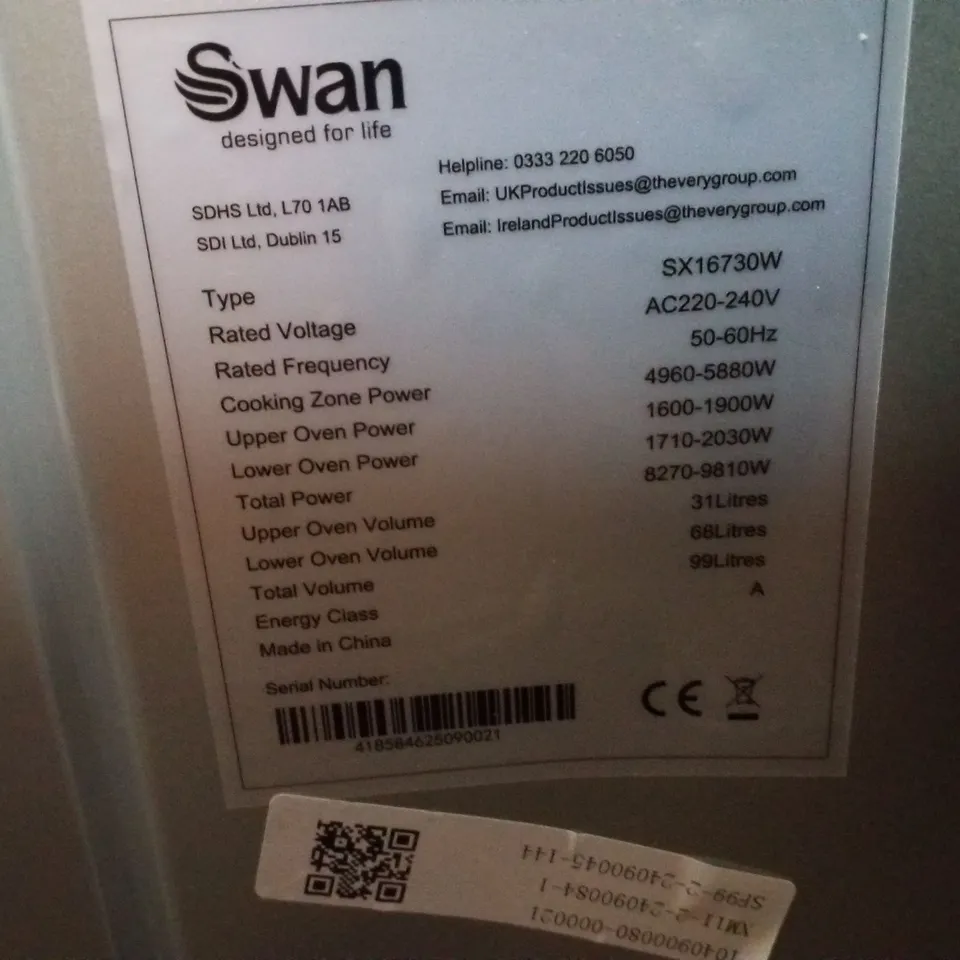 Swan
designed for life
Helpline: 0333 220 6050
Email: UKProductIssues@theverygroup.com
Email: IrelandProductIssues@theverygroup.com
SDHS Ltd, L70 1AB
SDI Ltd, Dublin 15
Type SX16730W
Rated Voltage AC220-240V
Rated Frequency 50-60Hz
Cooking Zone Power 4960-5880W
Upper Oven Power 1600-1900W
Lower Oven Power 1710-2030W
Total Power 8270-9810W
Upper Oven Volume 31Litres
Lower Oven Volume 68Litres
Total Volume 99Litres
Energy Class A
Made in China
Serial Number:
418584625090021
CE
1040900080-000021
XM11-2-24090084-1
SF99-2-2-24090045-144